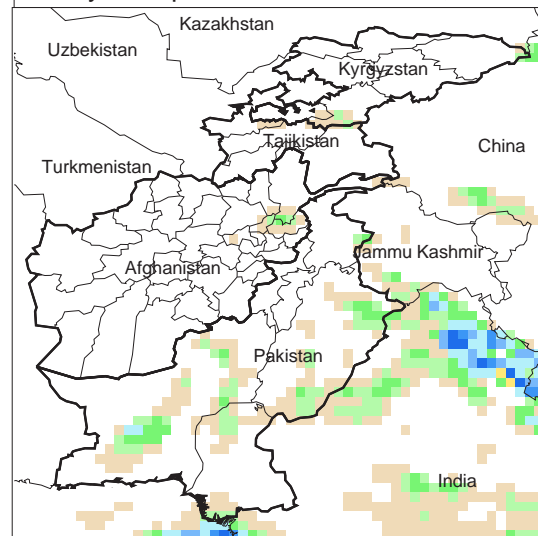 Kazakhstan
Uzbekistan
Kyrgyzstan
Tajikistan
China
Turkmenistan
Jammu Kashmir
Afghanistan
Pakistan
India